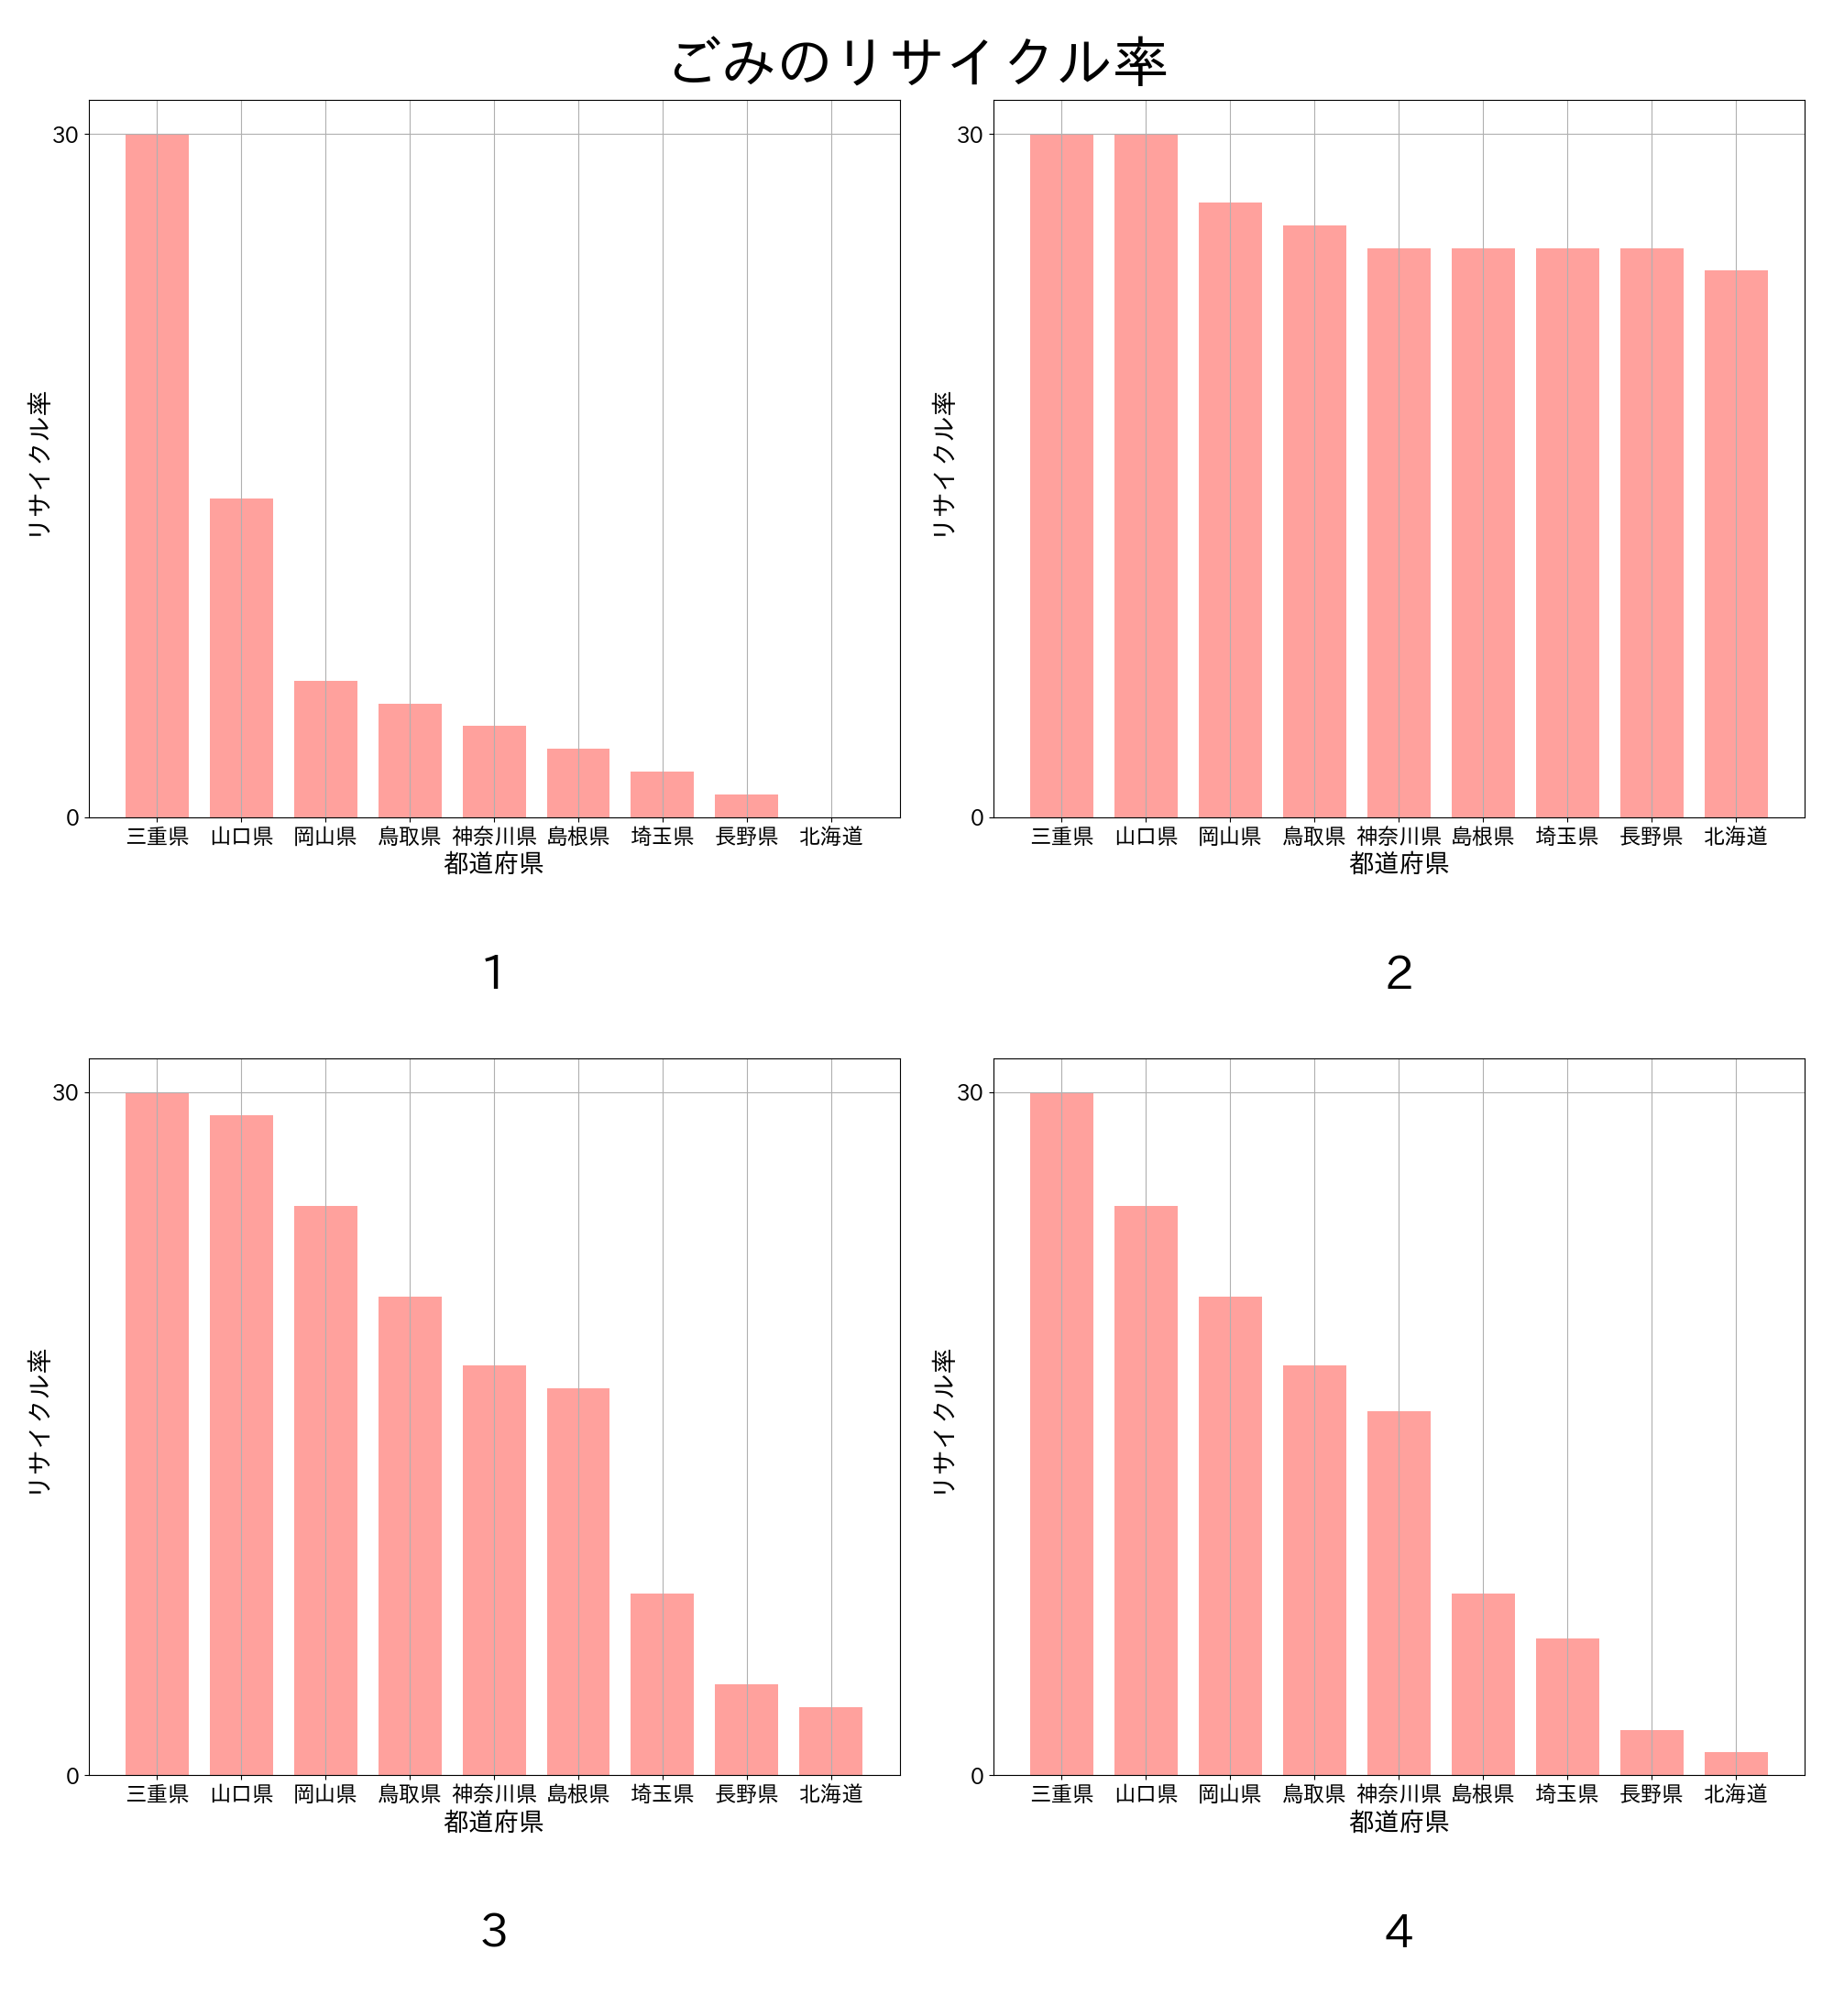 ごみのリサイクル率
30
0
リサイクル率
三重県 山口県 岡山県 鳥取県 神奈川県 島根県 埼玉県 長野県 北海道
都道府県
1
30
0
リサイクル率
三重県 山口県 岡山県 鳥取県 神奈川県 島根県 埼玉県 長野県 北海道
都道府県
2
30
0
リサイクル率
三重県 山口県 岡山県 鳥取県 神奈川県 島根県 埼玉県 長野県 北海道
都道府県
3
30
0
リサイクル率
三重県 山口県 岡山県 鳥取県 神奈川県 島根県 埼玉県 長野県 北海道
都道府県
4